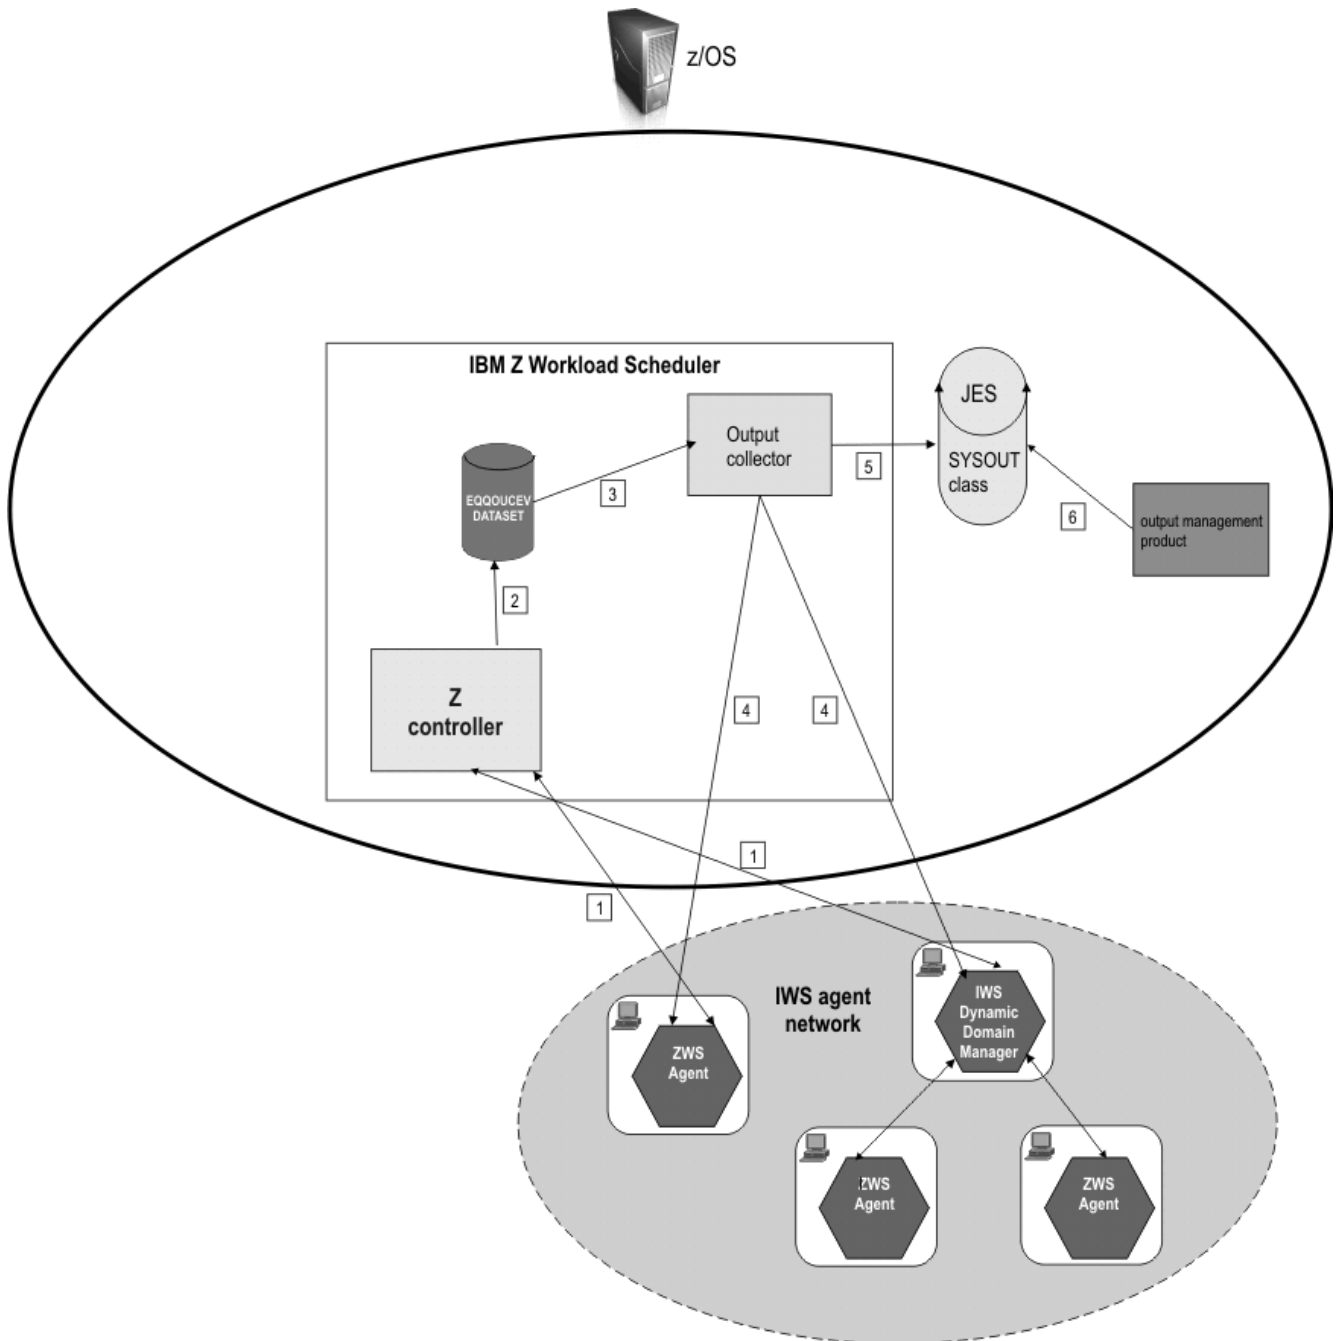 z/OS
IBM Z Workload Scheduler
JES
Output
collector
SYSOUT
class
5
EQQOUCEV
DATASET
3
6
output management
product
2
Z
controller
4
4
1
1
IWS agent
network
IWS
Dynamic
Domain
Manager
ZWS
Agent
ZWS
Agent
ZWS
Agent